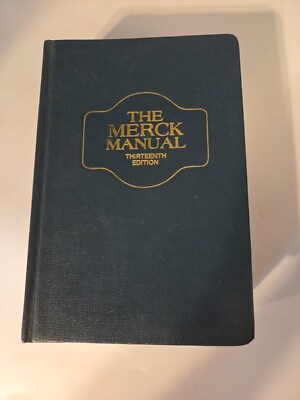 THE
MERCK
MANUAL
THIRTEENTH
EDITION